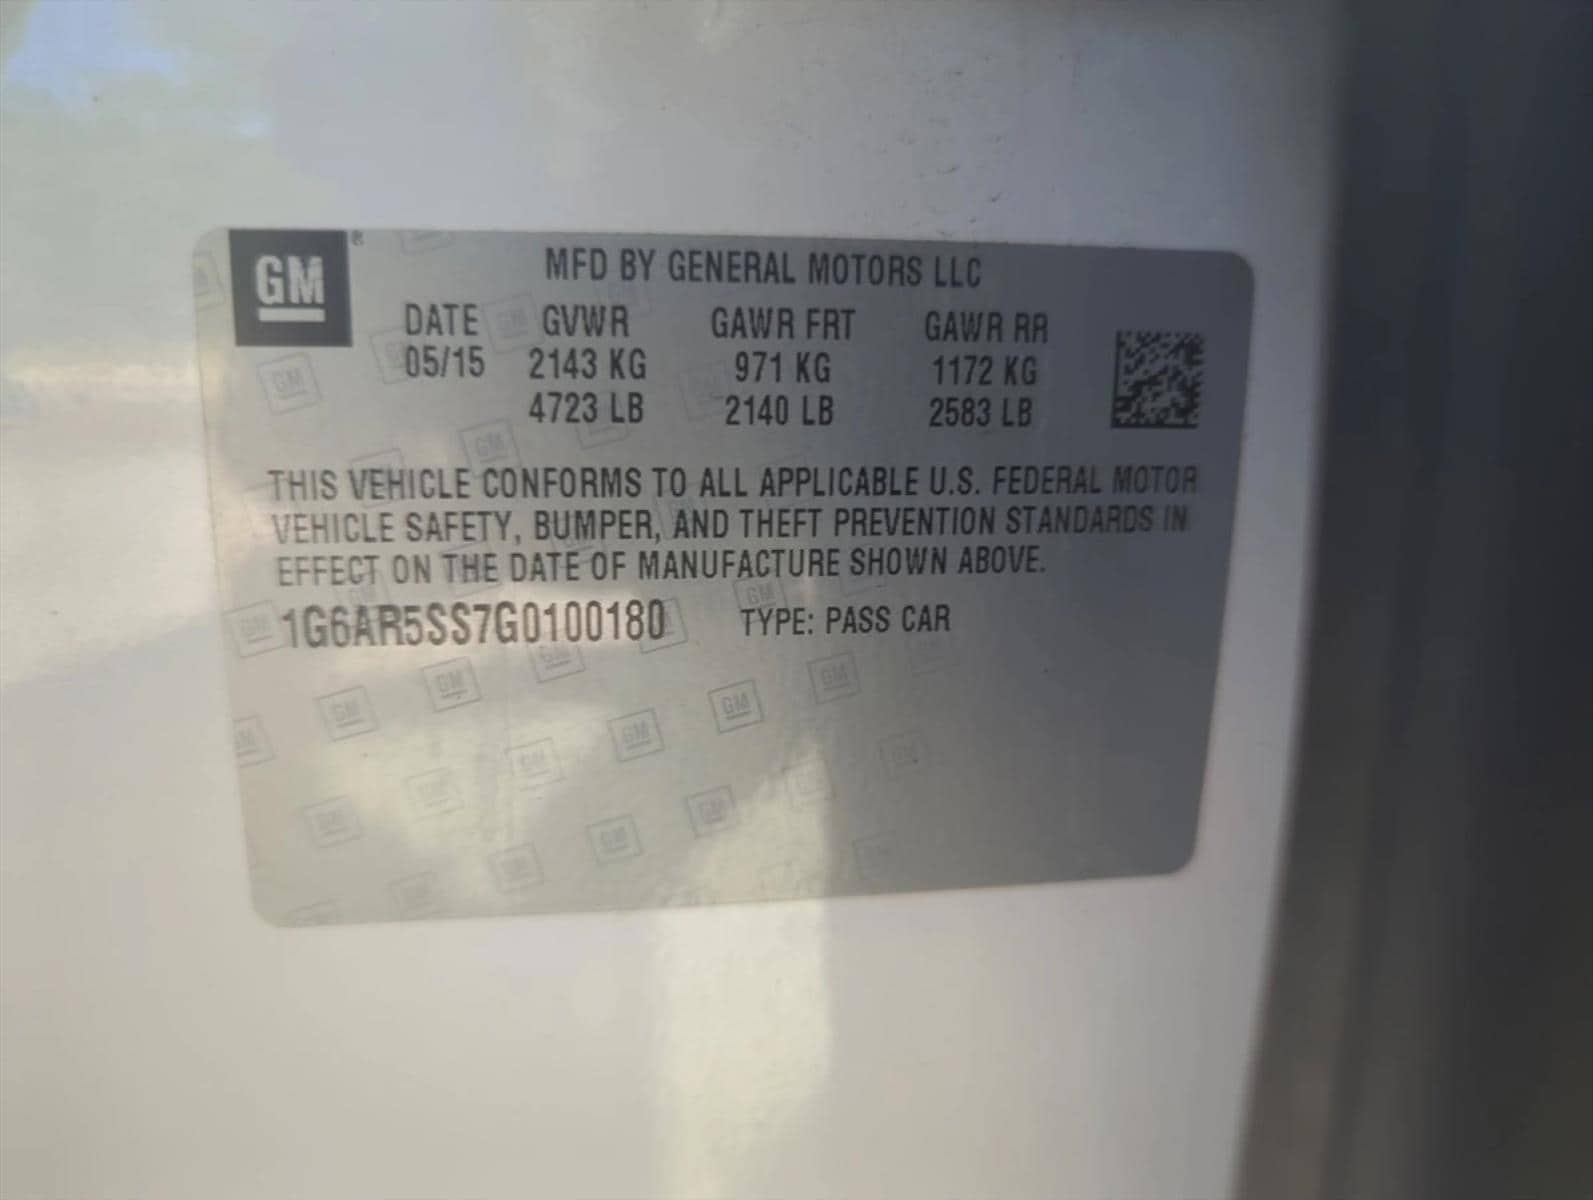 GM ®
MFD BY GENERAL MOTORS LLC
DATE GVWR GAWR FRT GAWR RR
05/15 2143 KG 971 KG 1172 KG
4723 LB 2140 LB 2583 LB
THIS VEHICLE CONFORMS TO ALL APPLICABLE U.S. FEDERAL MOTOR
VEHICLE SAFETY, BUMPER, AND THEFT PREVENTION STANDARDS IN
EFFECT ON THE DATE OF MANUFACTURE SHOWN ABOVE.
1G6AR5SS7G0100180 TYPE: PASS CAR